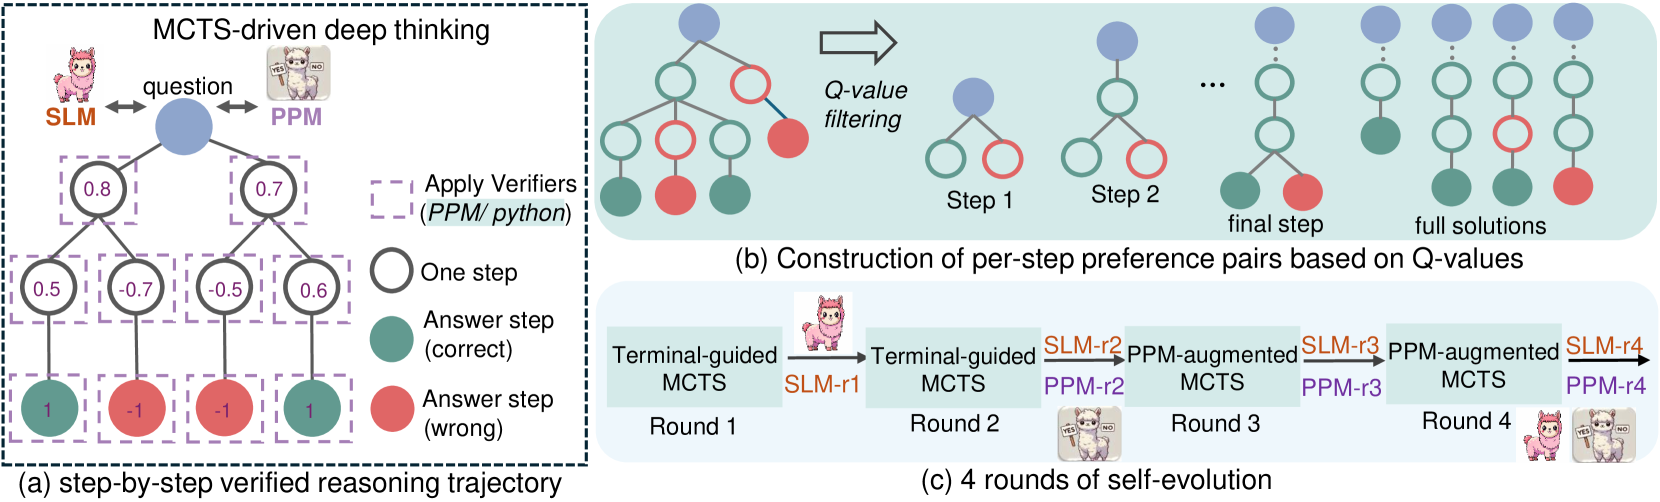 MCTS-driven deep thinking
question
SLM
YES
NO
PPM
0.8
0.7
0.5
-0.7
-0.5
0.6
1
-1
-1
1
Apply Verifiers
(PPM/ python)
One step
Answer step
(correct)
Answer step
(wrong)
(a) step-by-step verified reasoning trajectory
Q-value
filtering
Step 1
Step 2
...
final step
full solutions
(b) Construction of per-step preference pairs based on Q-values
Terminal-guided
MCTS
Round 1
SLM-r1
Terminal-guided
MCTS
Round 2
SLM-r2
PPM-r2
YES
NO
PPM-augmented
MCTS
Round 3
SLM-r3
PPM-r3
PPM-augmented
MCTS
Round 4
SLM-r4
PPM-r4
YES
NO
(c) 4 rounds of self-evolution